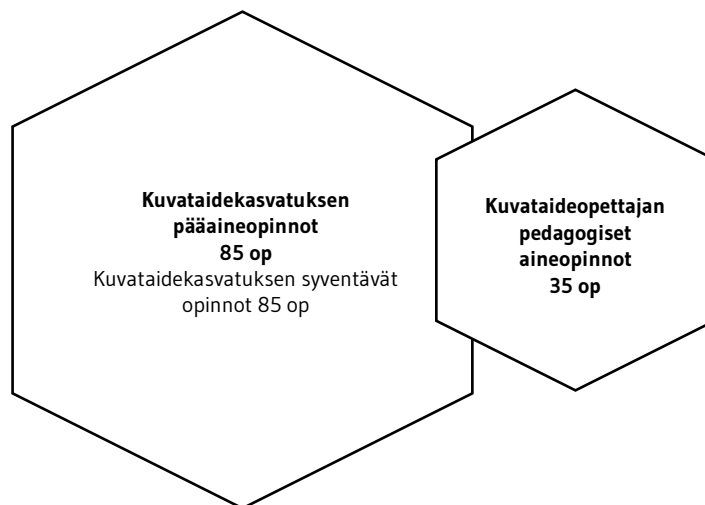 Kuvataidekasvatuksen
pääaineopinnot
85 op
Kuvataidekasvatuksen syventävät
opinnot 85 op
Kuvataideopettajan
pedagogiset
aineopinnot
35 op